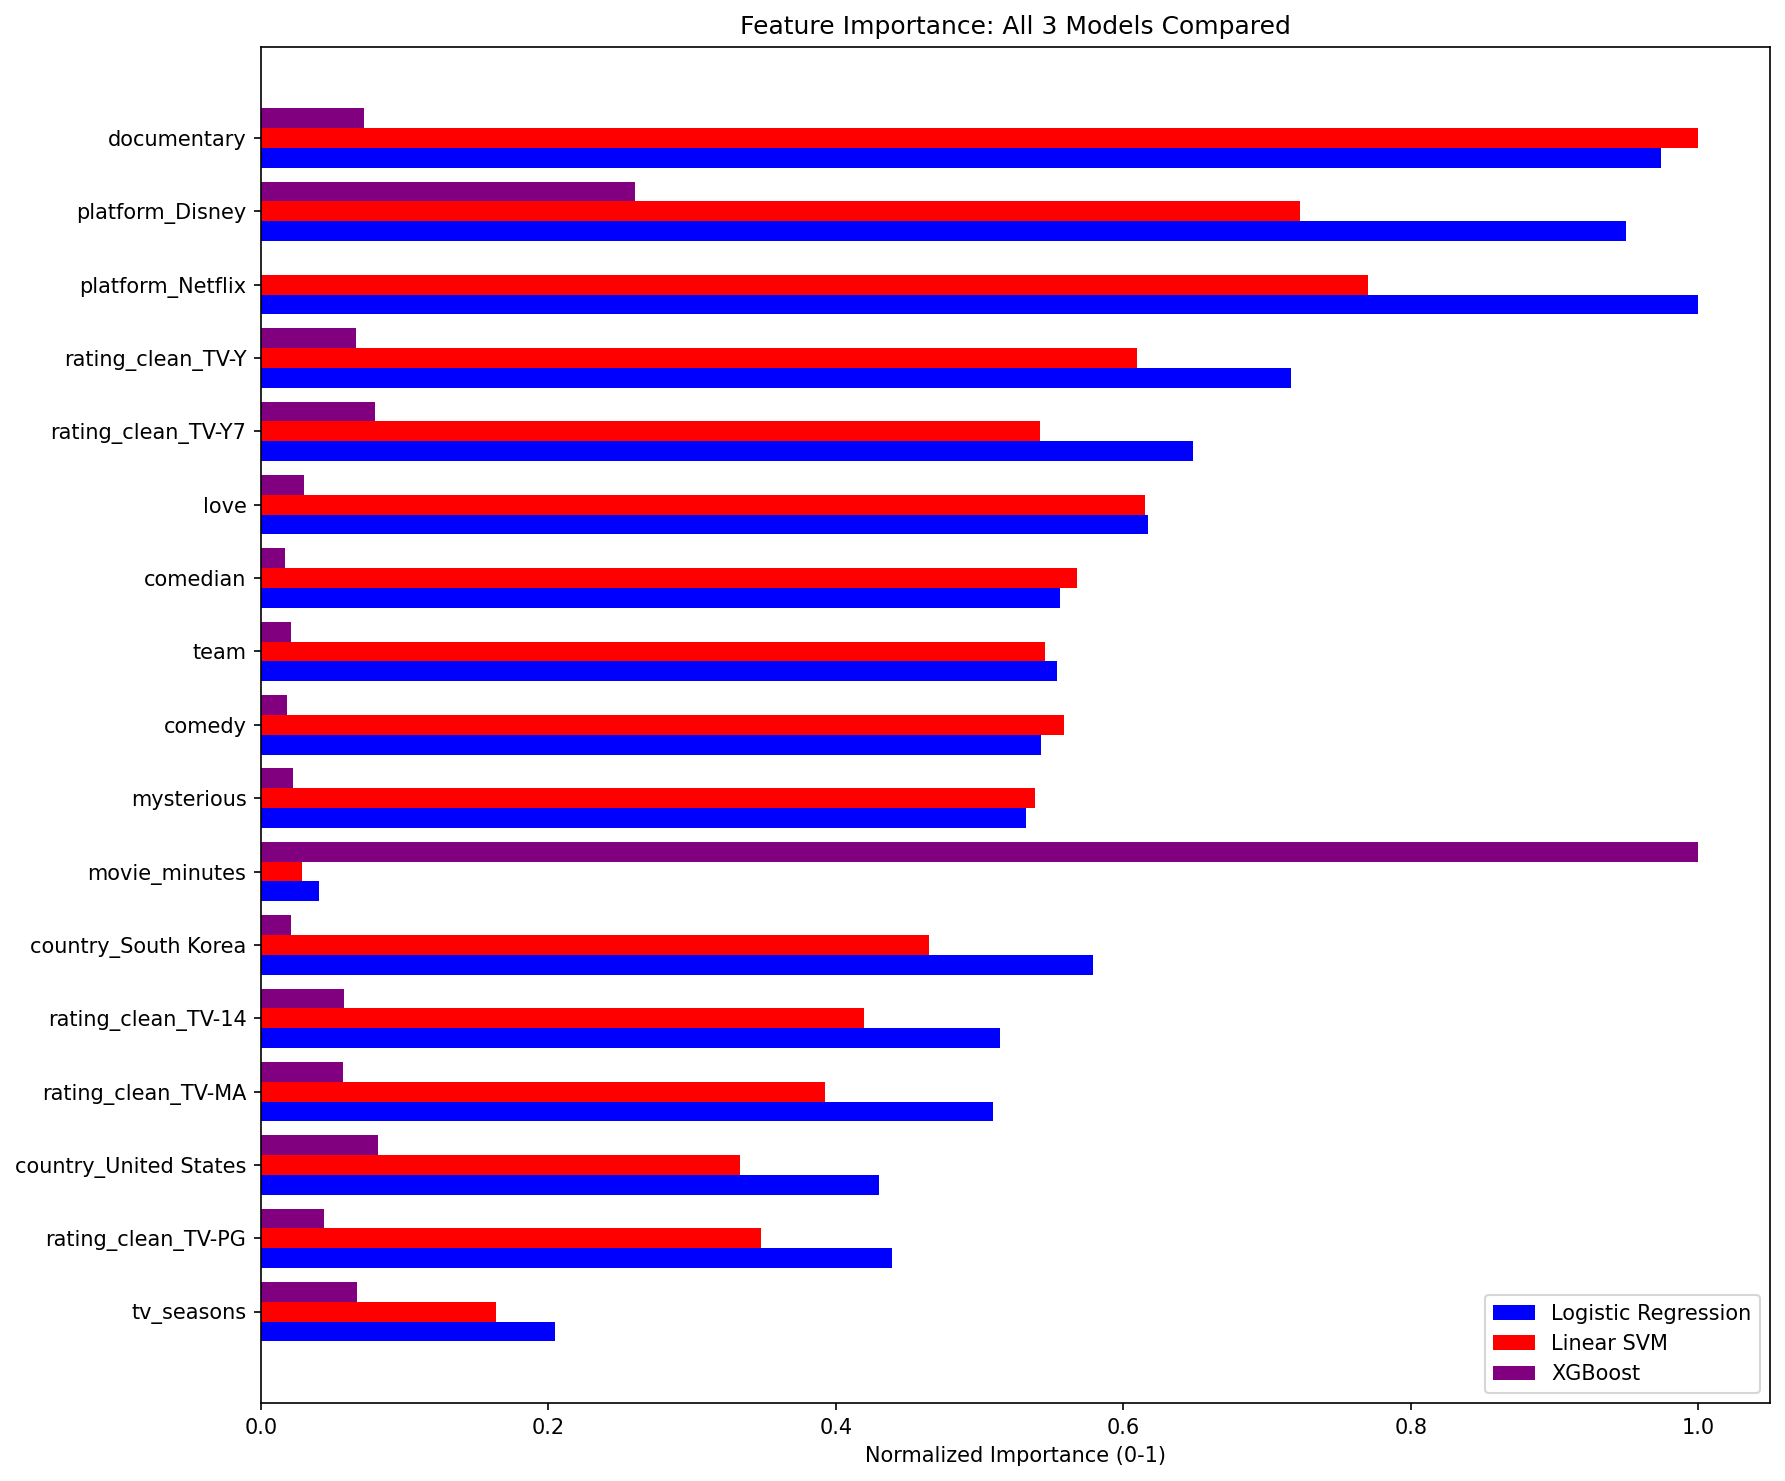 Feature Importance: All 3 Models Compared
documentary
platform_Disney
platform_Netflix
rating_clean_TV-Y
rating_clean_TV-Y7
love
comedian
team
comedy
mysterious
movie_minutes
country_South Korea
rating_clean_TV-14
rating_clean_TV-MA
country_United States
rating_clean_TV-PG
tv_seasons
Logistic Regression
Linear SVM
XGBoost
0.0 0.2 0.4 0.6 0.8 1.0
Normalized Importance (0-1)